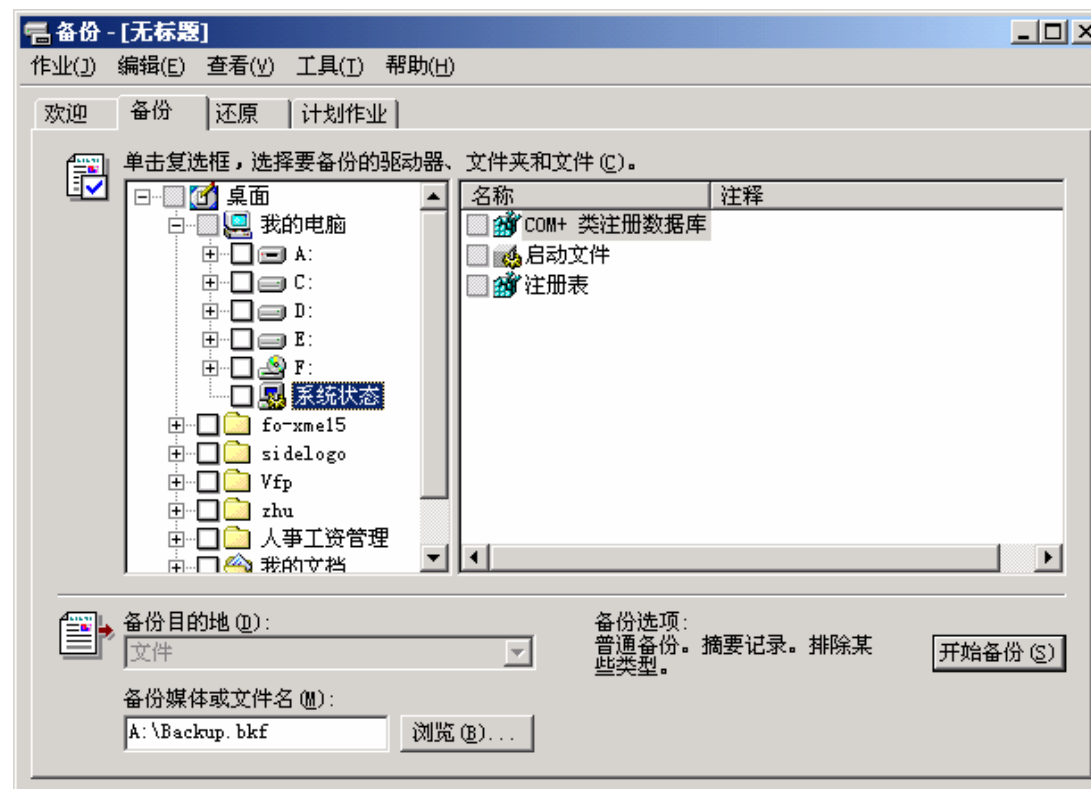 备份 - [无标题]
作业(J) 编辑(E) 查看(V) 工具(T) 帮助(H)
欢迎 备份 还原 计划作业
单击复选框，选择要备份的驱动器、文件夹和文件(C)。
桌面
我的电脑
A:
C:
D:
E:
F:
系统状态
fo-xme15
sidelogo
Vfp
zhu
人事工资管理
我的文档
名称 注释
COM+ 类注册数据库
启动文件
注册表
备份目的地(D):
文件
备份媒体或文件名(M):
A:\Backup.bkf 浏览(B)...
备份选项:
普通备份。摘要记录。排除某
些类型。
开始备份(S)